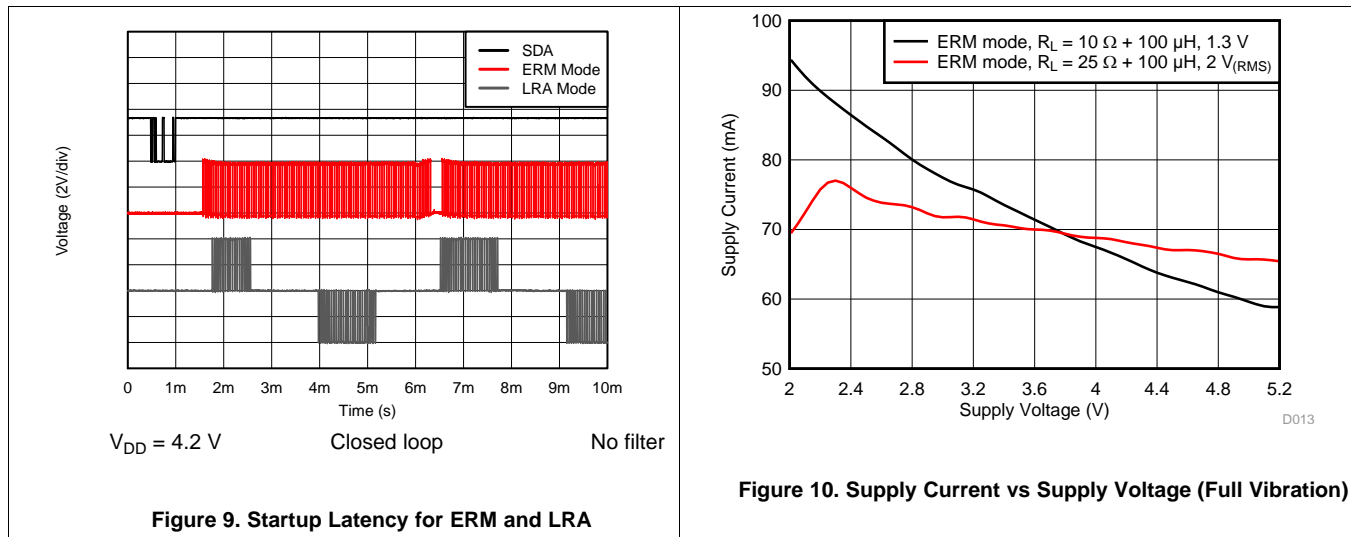 SDA
ERM Mode
LRA Mode
Voltage (2V/div)
0 1m 2m 3m 4m 5m 6m 7m 8m 9m 10m
Time (s)
V_DD = 4.2 V Closed loop No filter
Figure 9. Startup Latency for ERM and LRA
100
90
80
70
60
50
Supply Current (mA)
ERM mode, R_L = 10 Ω + 100 µH, 1.3 V
ERM mode, R_L = 25 Ω + 100 µH, 2 V_(RMS)
2 2.4 2.8 3.2 3.6 4 4.4 4.8 5.2
Supply Voltage (V)
D013
Figure 10. Supply Current vs Supply Voltage (Full Vibration)